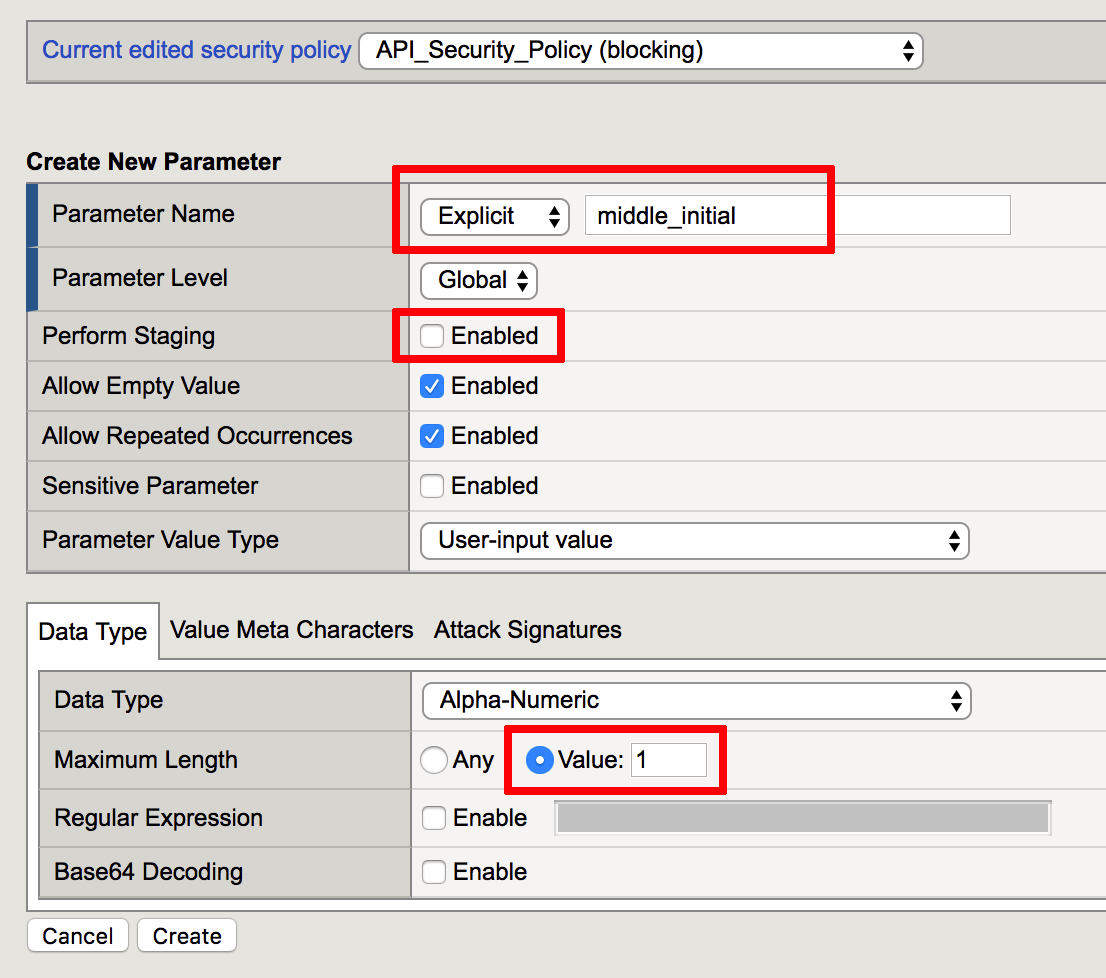 Current edited security policy API_Security_Policy (blocking)
Create New Parameter
Parameter Name Explicit middle_initial
Parameter Level Global
Perform Staging Enabled
Allow Empty Value Enabled
Allow Repeated Occurrences Enabled
Sensitive Parameter Enabled
Parameter Value Type User-input value
Data Type Value Meta Characters Attack Signatures
Data Type Alpha-Numeric
Maximum Length Any Value: 1
Regular Expression Enable
Base64 Decoding Enable
Cancel Create